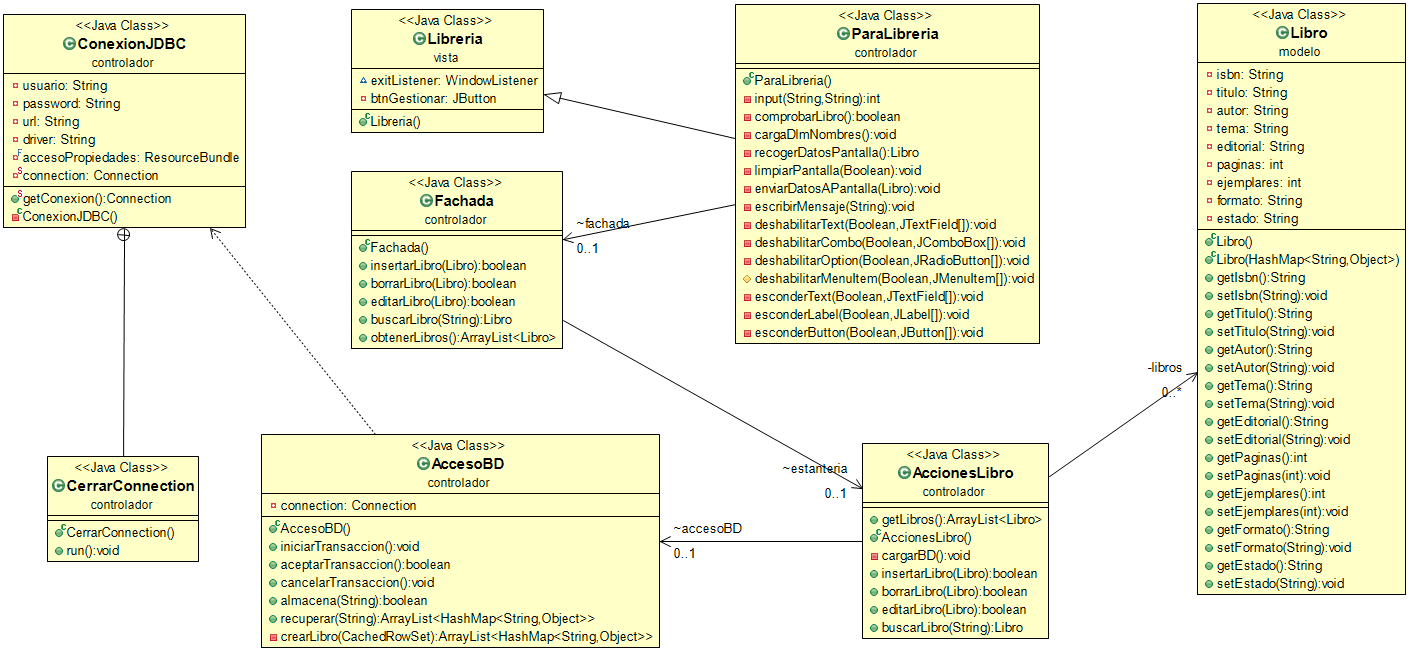 <<Java Class>>
ConexionJDBC
controlador
usuario: String
password: String
url: String
driver: String
accesoPropiedades: ResourceBundle
connection: Connection
getConexion():Connection
ConexionJDBC()
<<Java Class>>
Libreria
vista
exitListener: WindowListener
btnGestionar: JButton
Libreria()
<<Java Class>>
ParaLibreria
controlador
ParaLibreria()
input(String,String):int
comprobarLibro():boolean
cargaDlmNombres():void
recogerDatosPantalla():Libro
limpiarPantalla(Boolean):void
enviarDatosAPantalla(Libro):void
escribirMensaje(String):void
deshabilitarText(Boolean,JTextField[]):void
deshabilitarCombo(Boolean,JComboBox[]):void
deshabilitarOption(Boolean,JRadioButton[]):void
deshabilitarMenuItem(Boolean,JMenuItem[]):void
esconderText(Boolean,JTextField[]):void
esconderLabel(Boolean,JLabel[]):void
esconderButton(Boolean,JButton[]):void
<<Java Class>>
Libro
modelo
isbn: String
titulo: String
autor: String
tema: String
editorial: String
paginas: int
ejemplares: int
formato: String
estado: String
Libro()
Libro(HashMap<String,Object>)
getIsbn():String
setIsbn(String):void
getTitulo():String
setTitulo(String):void
getAutor():String
setAutor(String):void
getTema():String
setTema(String):void
getEditorial():String
setEditorial(String):void
getPaginas():int
setPaginas(int):void
getEjemplares():int
setEjemplares(int):void
getFormato():String
setFormato(String):void
getEstado():String
setEstado(String):void
<<Java Class>>
Fachada
controlador
Fachada()
insertarLibro(Libro):boolean
borrarLibro(Libro):boolean
editarLibro(Libro):boolean
buscarLibro(String):Libro
obtenerLibros():ArrayList<Libro>
~fachada
0..1
-libros
0..*
~estanteria
0..1
~accesoBD
0..1
<<Java Class>>
CerrarConnection
controlador
CerrarConnection()
run():void
<<Java Class>>
AccesoBD
controlador
connection: Connection
AccesoBD()
iniciarTransaccion():void
aceptarTransaccion():boolean
cancelarTransaccion():void
almacena(String):boolean
recuperar(String):ArrayList<HashMap<String,Object>>
crearLibro(CachedRowSet):ArrayList<HashMap<String,Object>>
<<Java Class>>
AccionesLibro
controlador
getLibros():ArrayList<Libro>
AccionesLibro()
cargarBD():void
insertarLibro(Libro):boolean
borrarLibro(Libro):boolean
editarLibro(Libro):boolean
buscarLibro(String):Libro